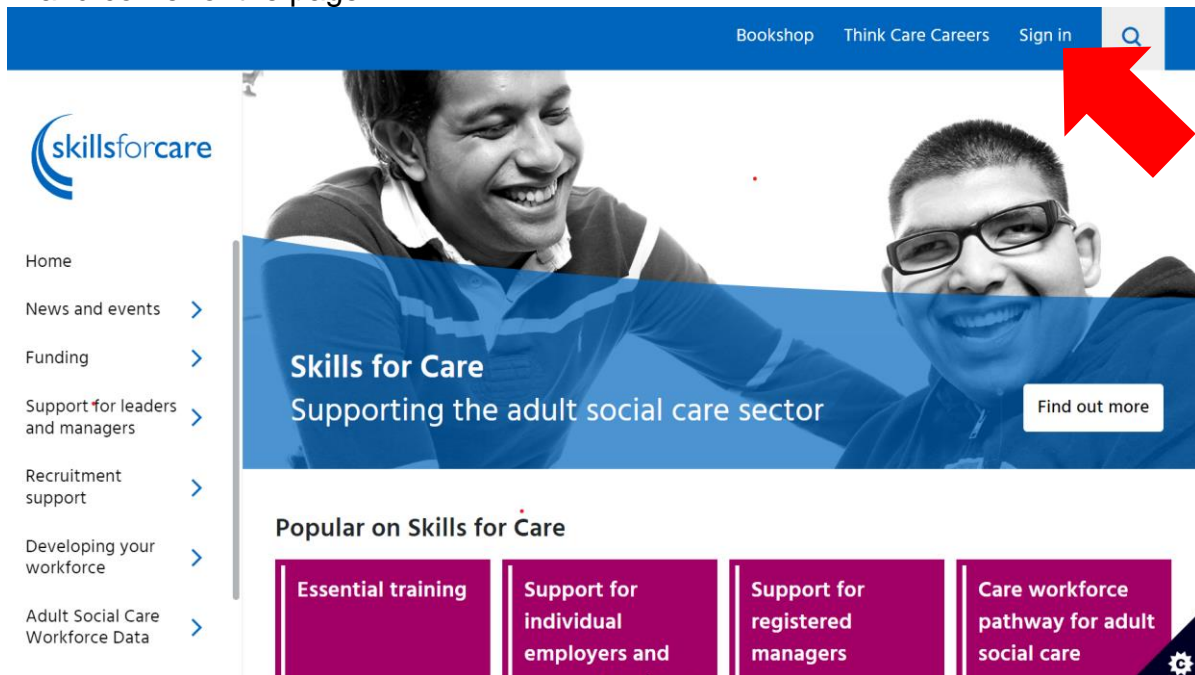 Bookshop Think Care Careers Sign in
skillsforcare
Home
News and events
Funding
Support for leaders
and managers
Recruitment
support
Developing your
workforce
Adult Social Care
Workforce Data
Skills for Care
Supporting the adult social care sector
Find out more
Popular on Skills for Care
Essential training
Support for
individual
employers and
Support for
registered
managers
Care workforce
pathway for adult
social care